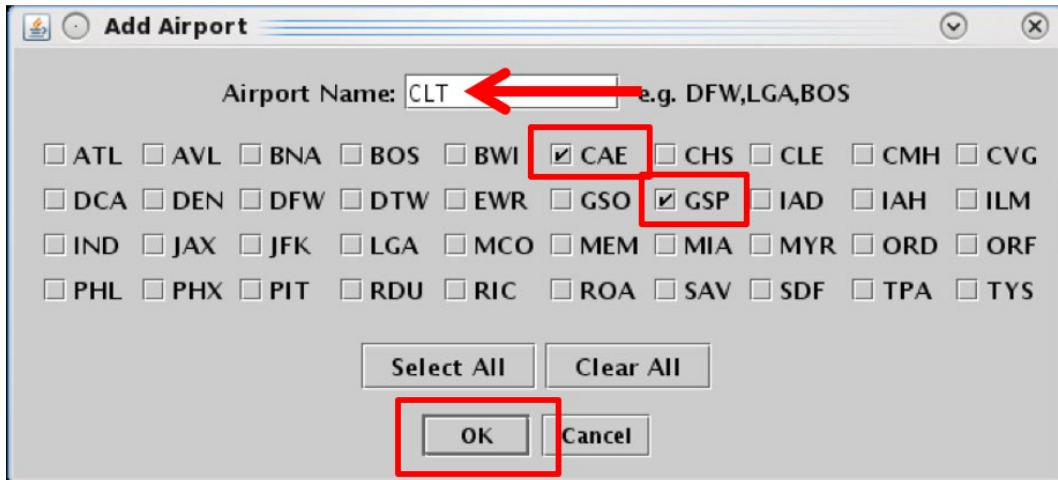 Add Airport
Airport Name: CLT e.g. DFW,LGA,BOS
ATL AVL BNA BOS BWI CAE CHS CLE CMH CVG
DCA DEN DFW DTW EWR GSO GSP IAD IAH ILM
IND JAX JFK LGA MCO MEM MIA MYR ORD ORF
PHL PHX PIT RDU RIC ROA SAV SDF TPA TYS
Select All Clear All
OK Cancel